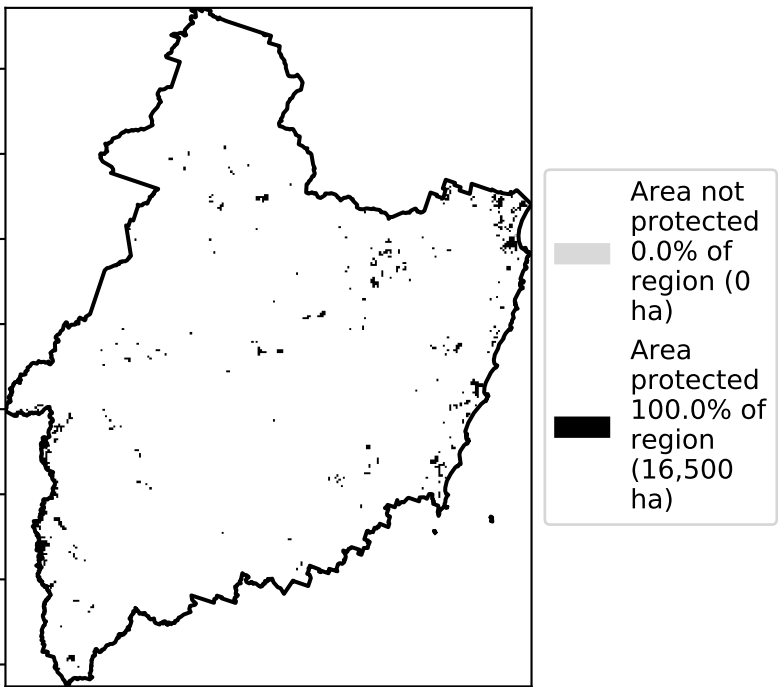 Area not
protected
0.0% of
region (0
ha)
Area
protected
100.0% of
region
(16,500
ha)